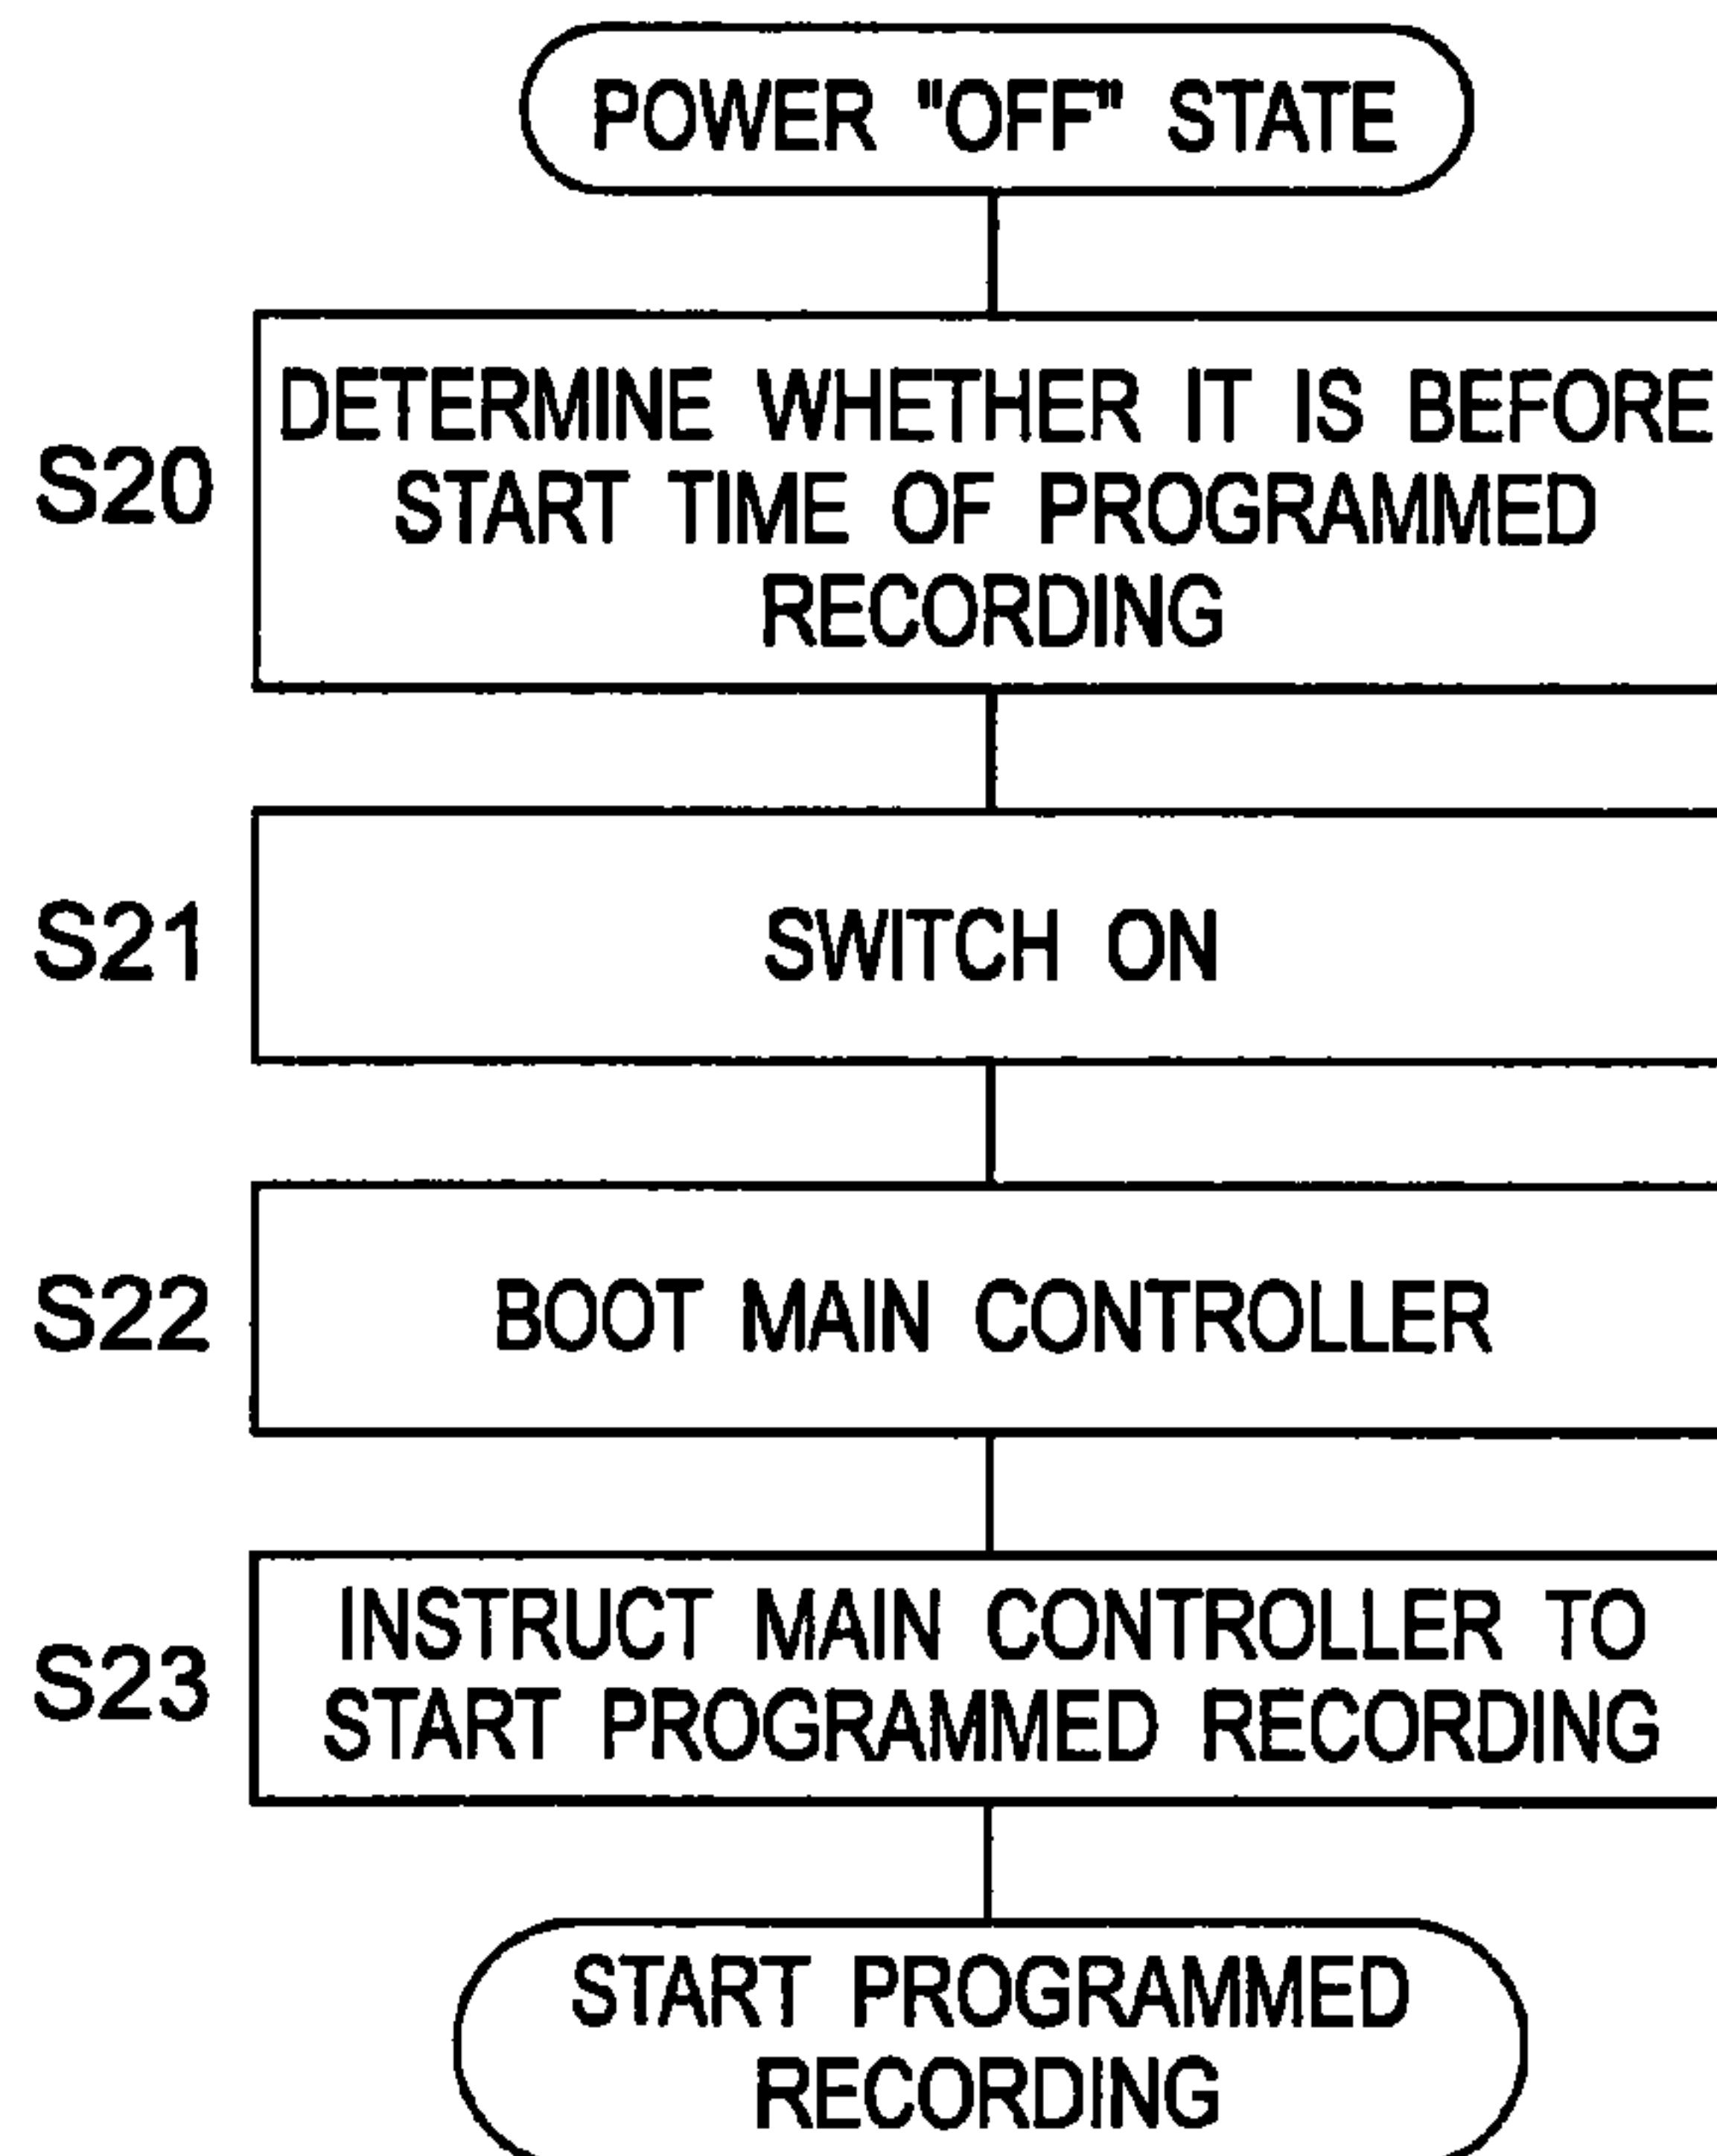 POWER "OFF" STATE
S20
DETERMINE WHETHER IT IS BEFORE
START TIME OF PROGRAMMED
RECORDING
S21
SWITCH ON
S22
BOOT MAIN CONTROLLER
S23
INSTRUCT MAIN CONTROLLER TO
START PROGRAMMED RECORDING
START PROGRAMMED
RECORDING